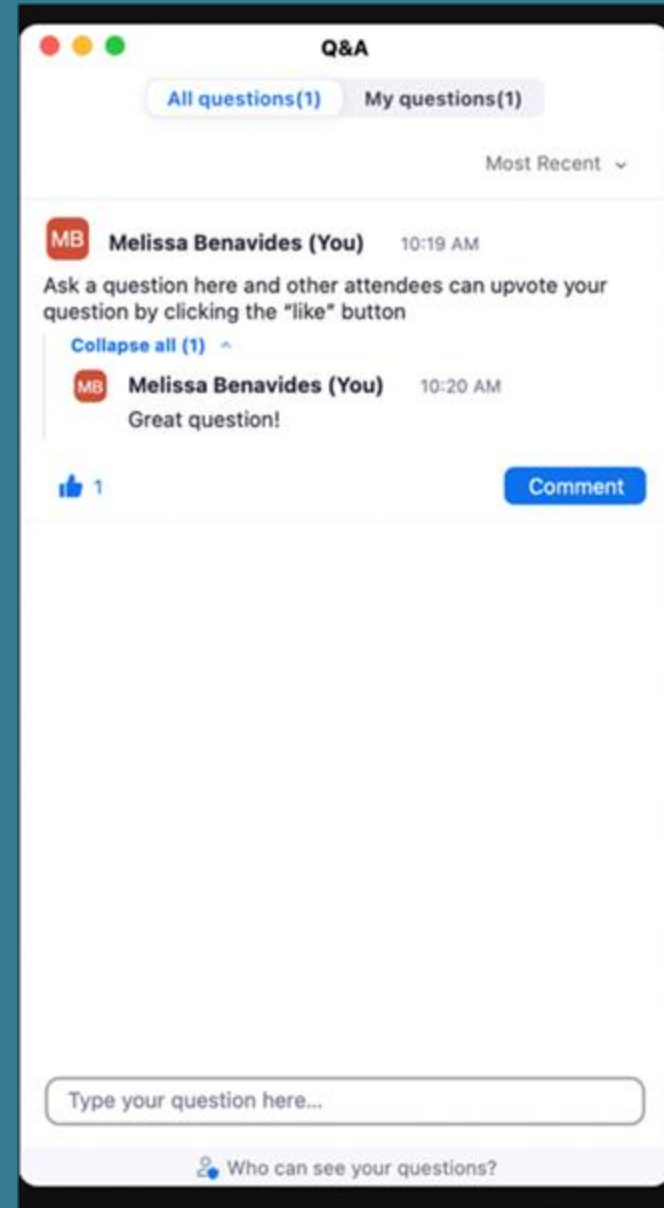 Q&A
All questions(1) My questions(1)
Most Recent
MB Melissa Benavides (You) 10:19 AM
Ask a question here and other attendees can upvote your
question by clicking the “like” button
Collapse all (1)
MB Melissa Benavides (You) 10:20 AM
Great question!
1 Comment
Type your question here...
Who can see your questions?